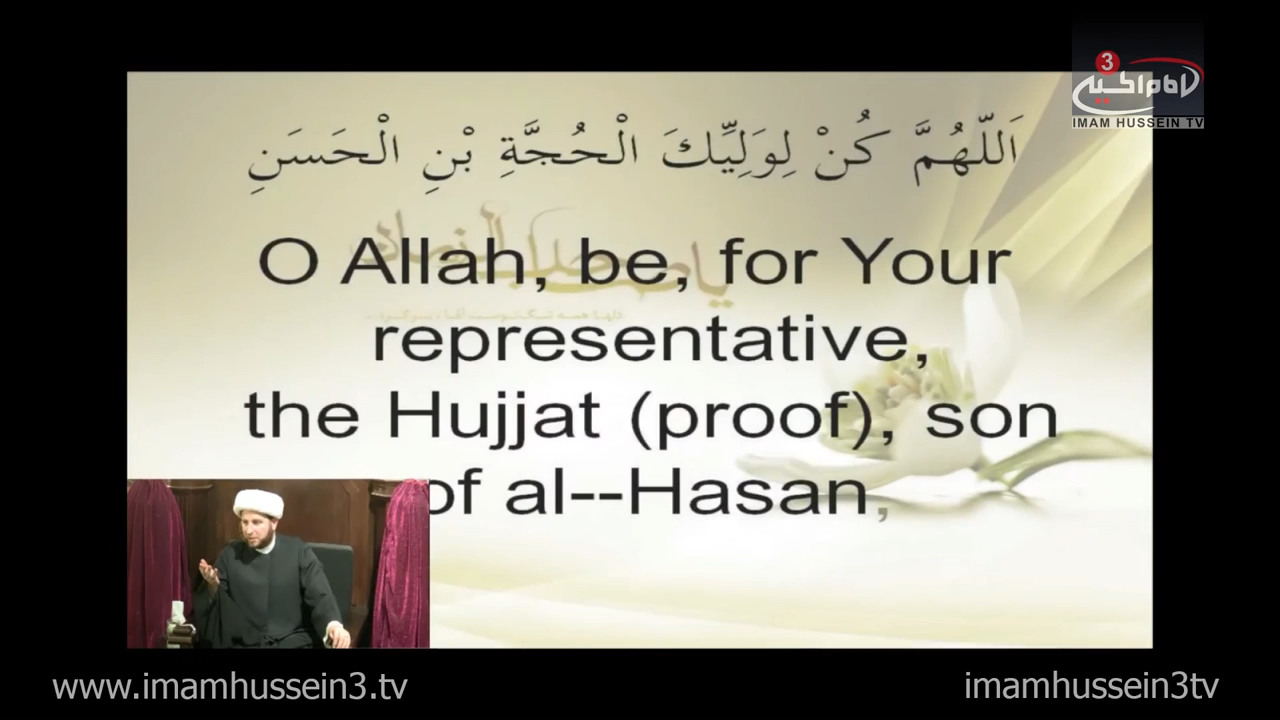 3
IMAM HUSSEIN TV
اَللّهُمَّ كُنْ لِوَلِيِّكَ الْحُجَّةِ بْنِ الْحَسَنِ
O Allah, be, for Your
representative,
the Hujjat (proof), son
of al--Hasan,
www.imamhussein3.tv
imamhussein3tv